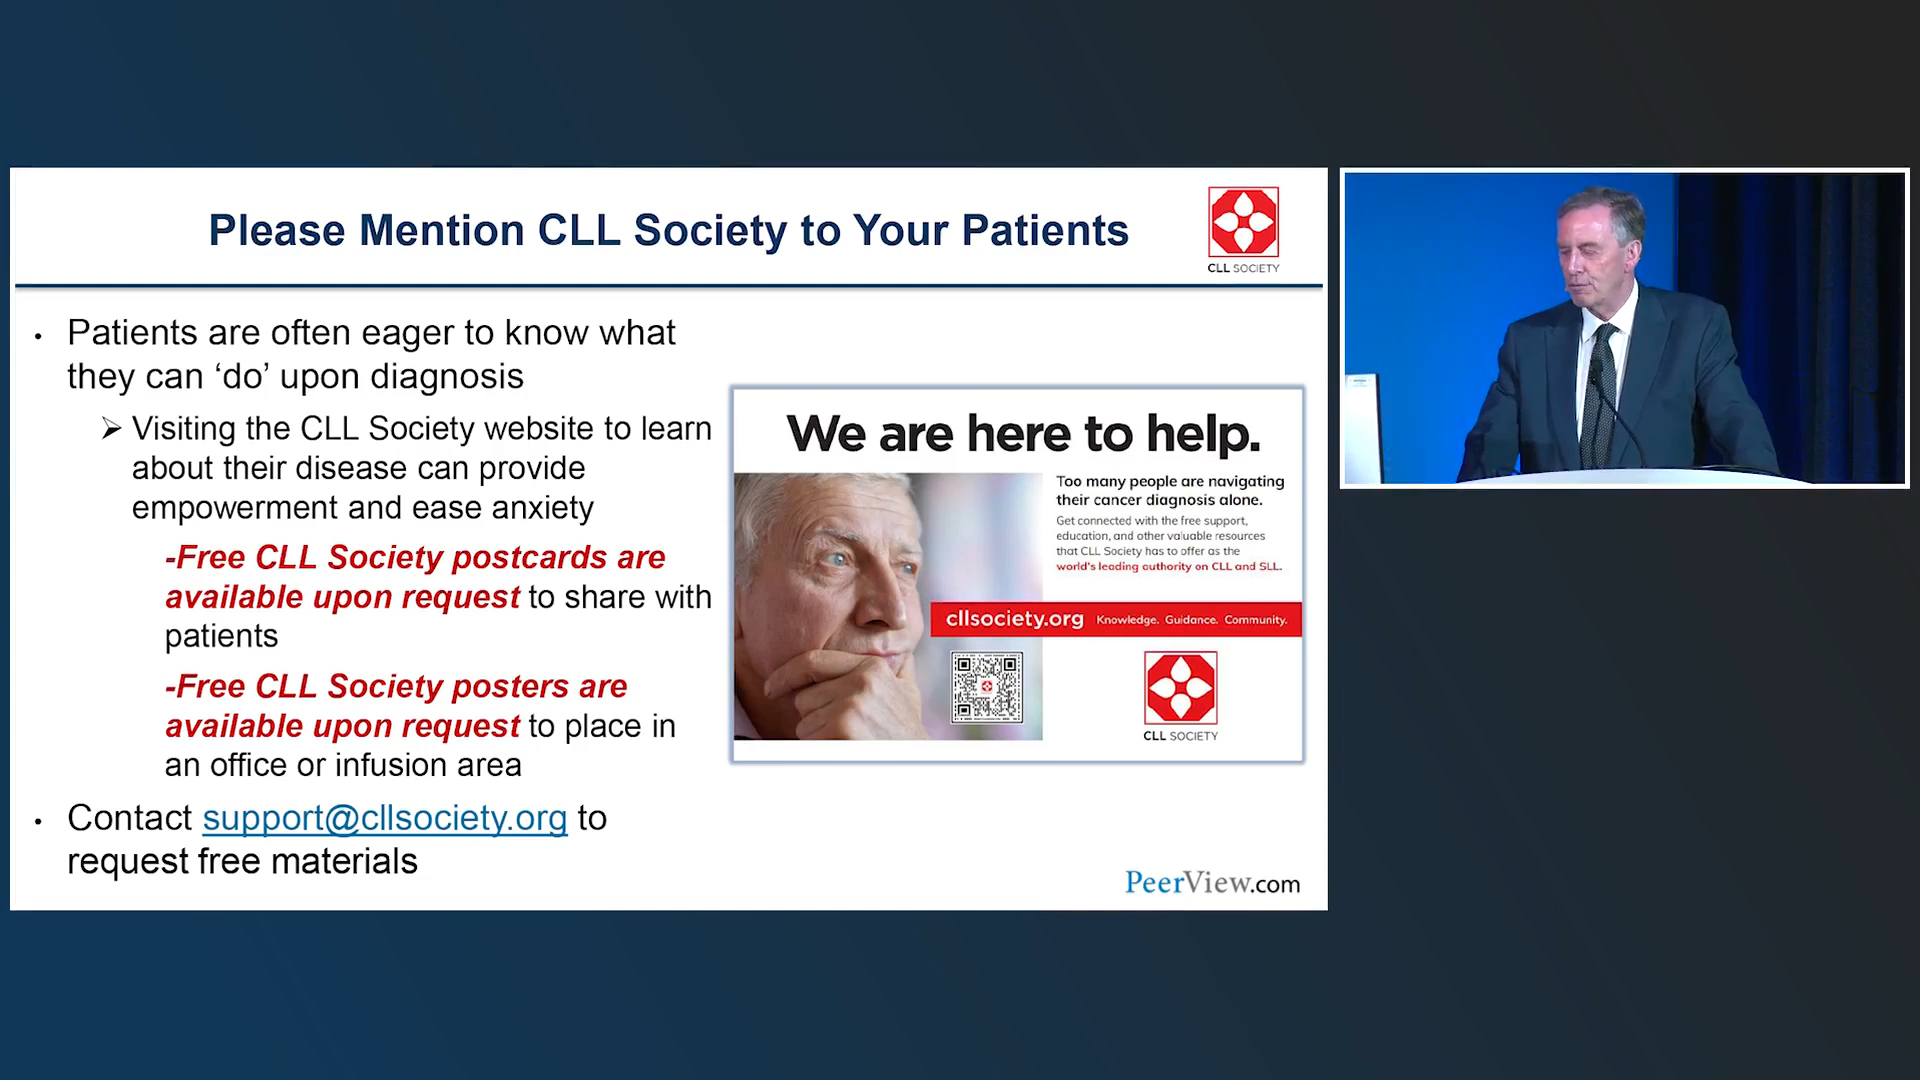 Please Mention CLL Society to Your Patients
CLL SOCIETY
• Patients are often eager to know what
they can ‘do’ upon diagnosis
➢ Visiting the CLL Society website to learn
about their disease can provide
empowerment and ease anxiety
-Free CLL Society postcards are
available upon request to share with
patients
-Free CLL Society posters are
available upon request to place in
an office or infusion area
• Contact support@cllsociety.org to
request free materials
We are here to help.
Too many people are navigating
their cancer diagnosis alone.
Get connected with the free support,
education, and other valuable resources
that CLL Society has to offer as the
world's leading authority on CLL and SLL.
cllsociety.org Knowledge. Guidance. Community.
CLL SOCIETY
PeerView.com